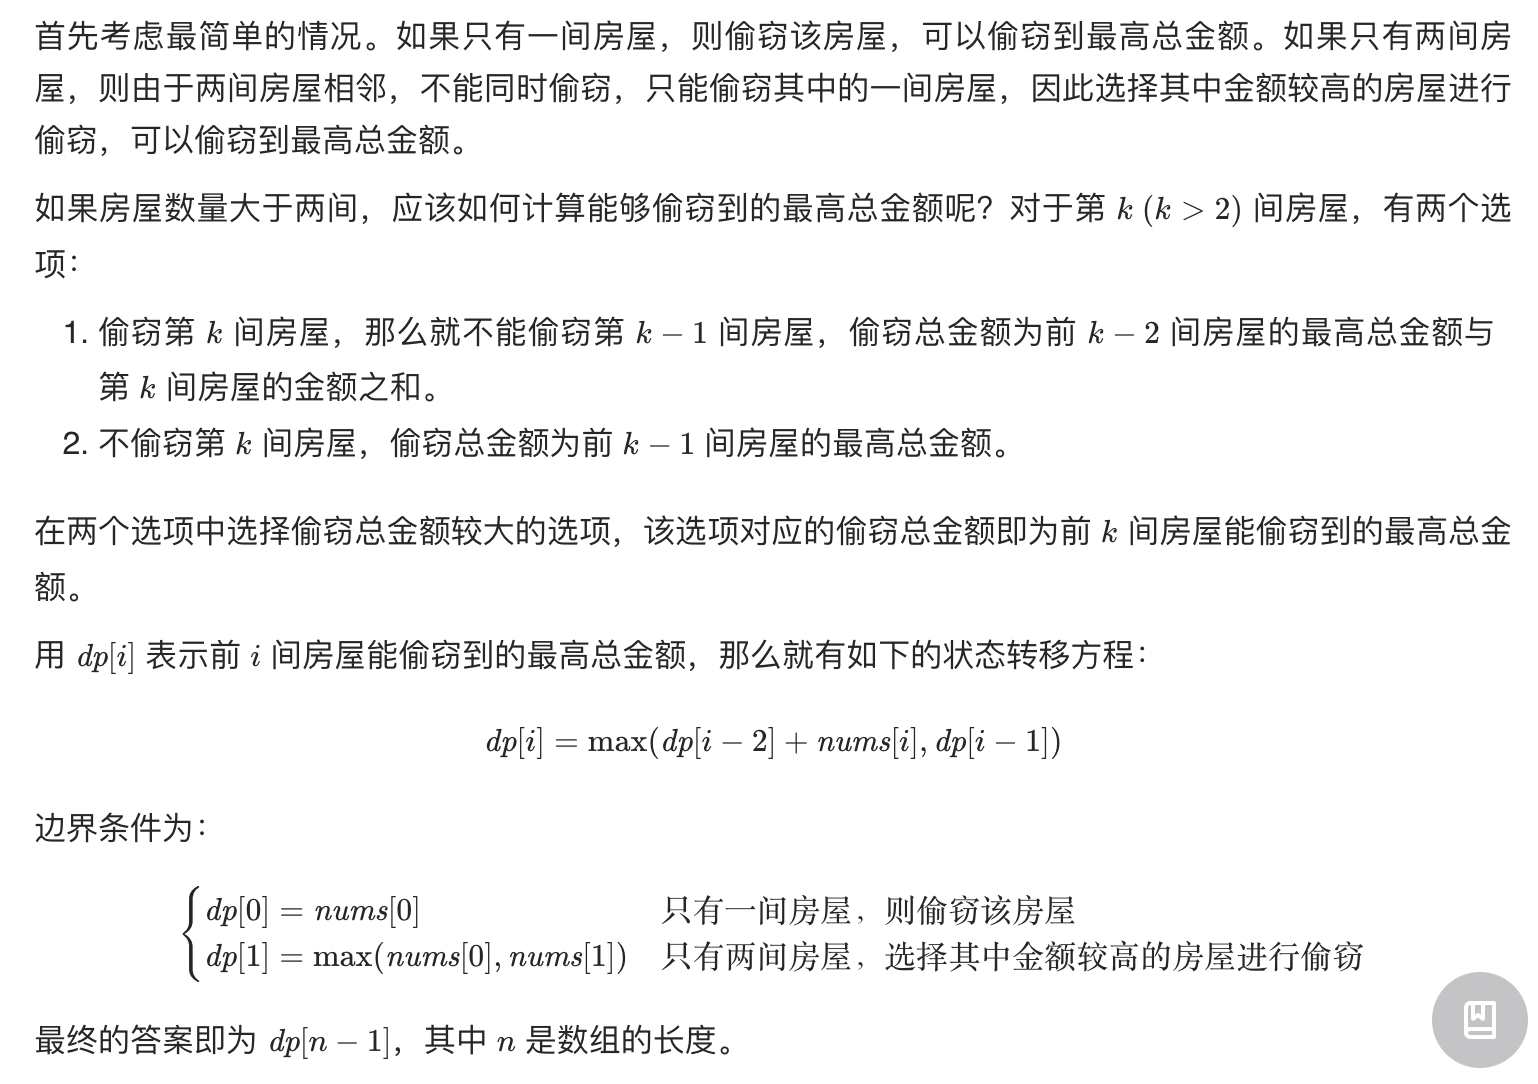 首先考虑最简单的情况。如果只有一间房屋，则偷窃该房屋，可以偷窃到最高总金额。如果只有两间房
屋，则由于两间房屋相邻，不能同时偷窃，只能偷窃其中的一间房屋，因此选择其中金额较高的房屋进行
偷窃，可以偷窃到最高总金额。
如果房屋数量大于两间，应该如何计算能够偷窃到的最高总金额呢？对于第 k (k > 2) 间房屋，有两个选
项：
1. 偷窃第 k 间房屋，那么就不能偷窃第 k − 1 间房屋，偷窃总金额为前 k − 2 间房屋的最高总金额与
第 k 间房屋的金额之和。
2. 不偷窃第 k 间房屋，偷窃总金额为前 k − 1 间房屋的最高总金额。
在两个选项中选择偷窃总金额较大的选项，该选项对应的偷窃总金额即为前 k 间房屋能偷窃到的最高总金
额。
用 dp[i] 表示前 i 间房屋能偷窃到的最高总金额，那么就有如下的状态转移方程：
dp[i] = max(dp[i − 2] + nums[i], dp[i − 1])
边界条件为：
dp[0] = nums[0] 只有一间房屋，则偷窃该房屋
dp[1] = max(nums[0], nums[1]) 只有两间房屋，选择其中金额较高的房屋进行偷窃
最终的答案即为 dp[n − 1]，其中 n 是数组的长度。